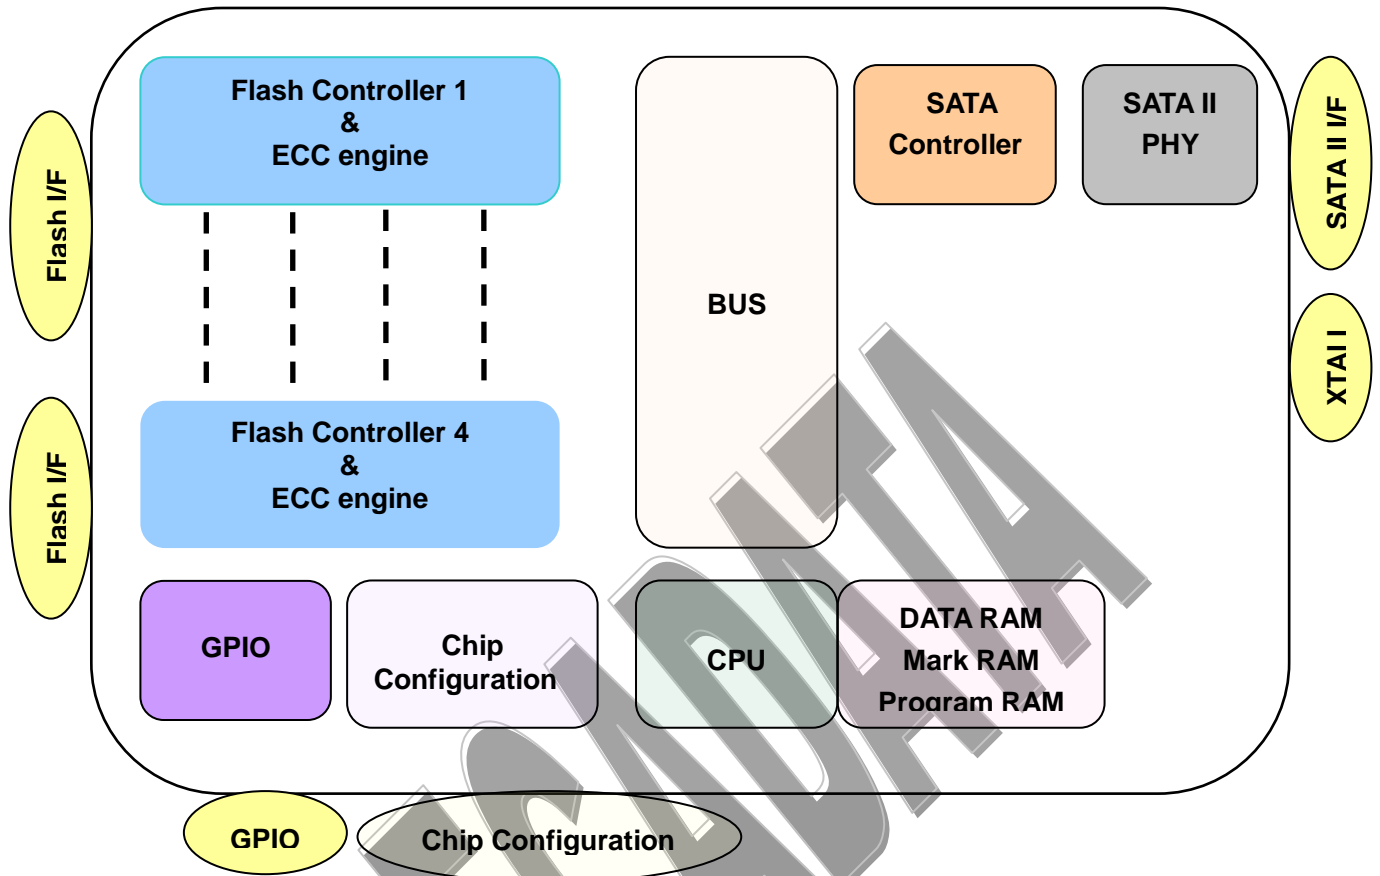 Flash Controller 1
&
ECC engine
SATA
Controller
SATA II
PHY
Flash I/F
SATA II I/F
BUS
XTAI I
Flash Controller 4
&
ECC engine
Flash I/F
GPIO
Chip
Configuration
CPU
DATA RAM
Mark RAM
Program RAM
GPIO
Chip Configuration